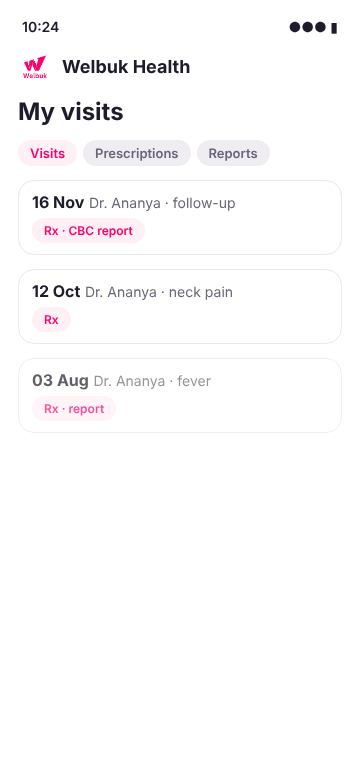 10:24
Welbuk
Welbuk Health
My visits
Visits
Prescriptions
Reports
16 Nov Dr. Ananya · follow-up
Rx · CBC report
12 Oct Dr. Ananya · neck pain
Rx
03 Aug Dr. Ananya · fever
Rx · report